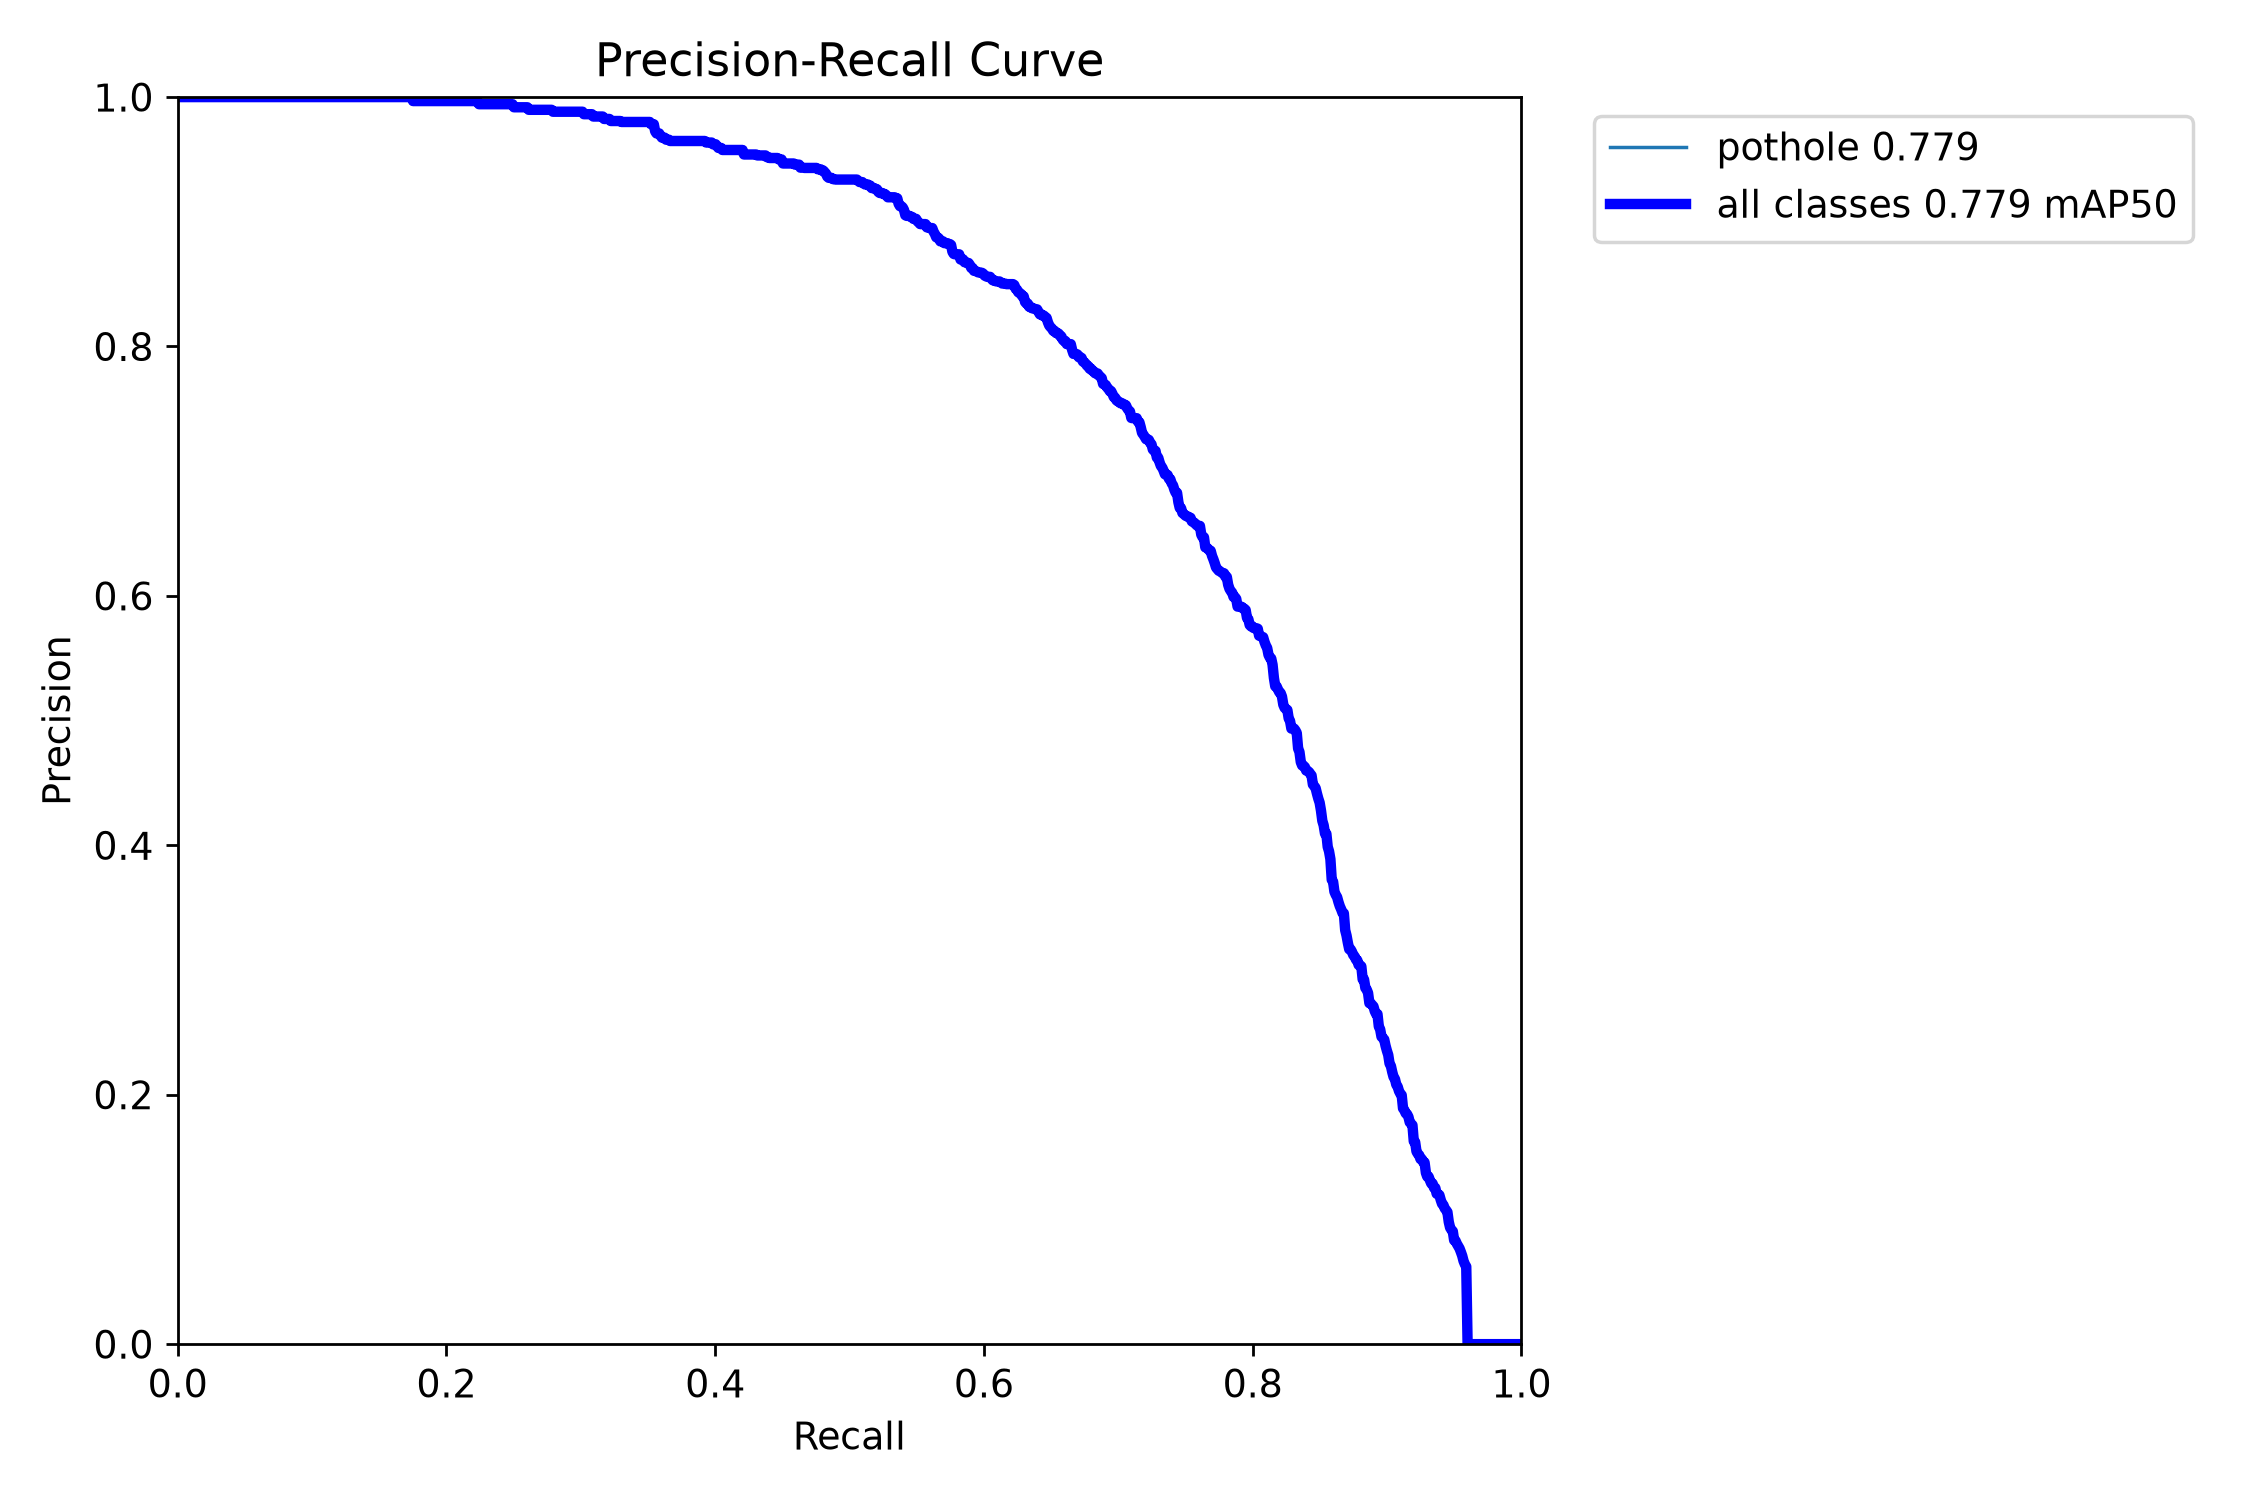 Precision-Recall Curve
1.0
0.8
0.6
0.4
0.2
0.0
Precision
0.0 0.2 0.4 0.6 0.8 1.0
Recall
pothole 0.779
all classes 0.779 mAP50